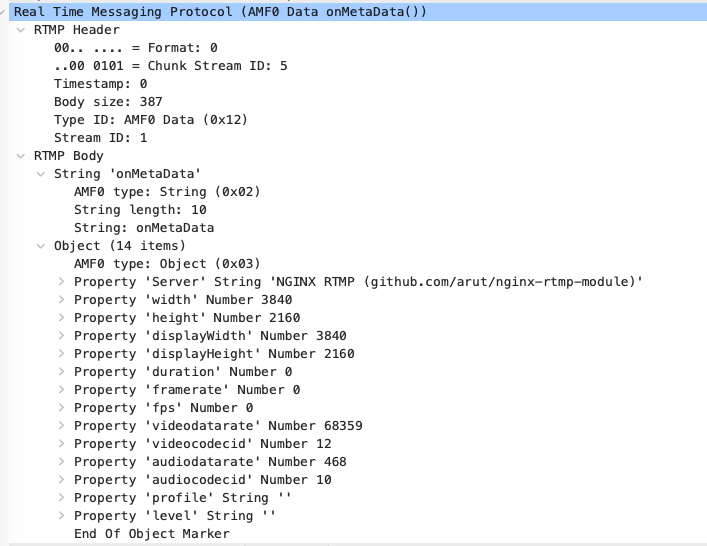 Real Time Messaging Protocol (AMF0 Data onMetaData())
RTMP Header
00.. .... = Format: 0
..00 0101 = Chunk Stream ID: 5
Timestamp: 0
Body size: 387
Type ID: AMF0 Data (0x12)
Stream ID: 1
RTMP Body
String 'onMetaData'
AMF0 type: String (0x02)
String length: 10
String: onMetaData
Object (14 items)
AMF0 type: Object (0x03)
Property 'Server' String 'NGINX RTMP (github.com/arut/nginx-rtmp-module)'
Property 'width' Number 3840
Property 'height' Number 2160
Property 'displayWidth' Number 3840
Property 'displayHeight' Number 2160
Property 'duration' Number 0
Property 'framerate' Number 0
Property 'fps' Number 0
Property 'videodatarate' Number 68359
Property 'videocodecid' Number 12
Property 'audiodatarate' Number 468
Property 'audiocodecid' Number 10
Property 'profile' String ''
Property 'level' String ''
End Of Object Marker